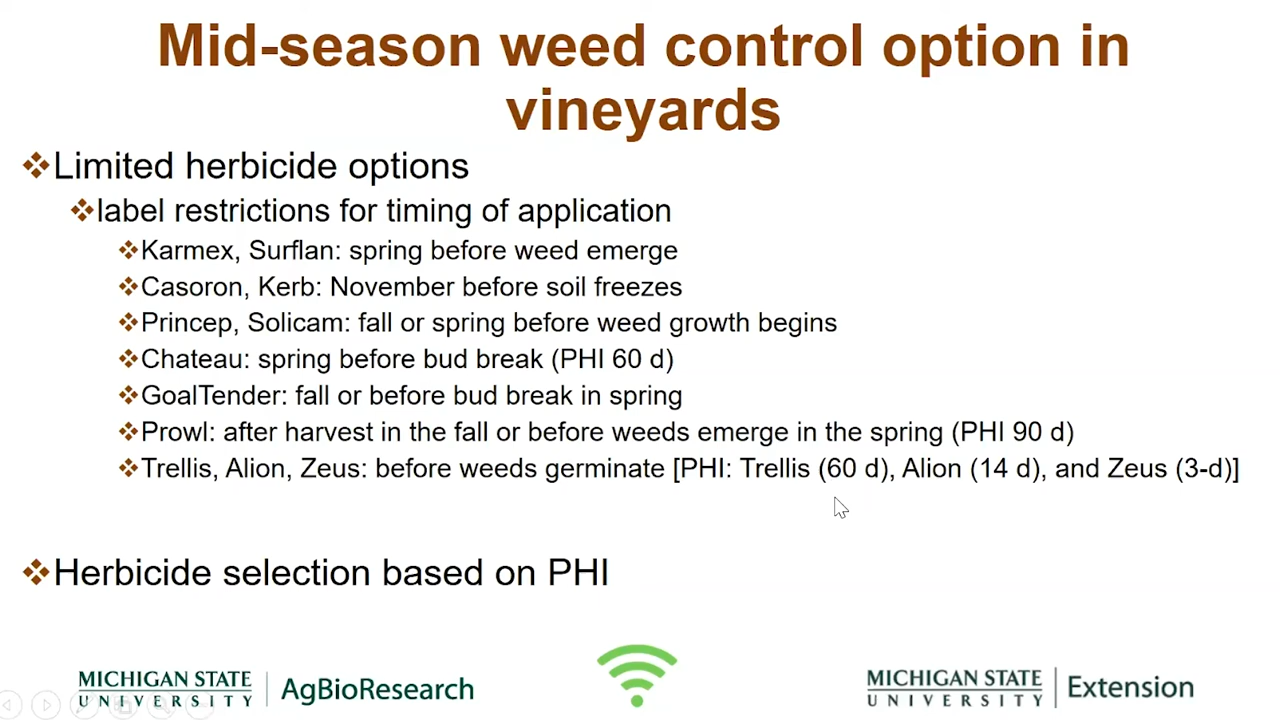 Mid-season weed control option in
vineyards
Limited herbicide options
label restrictions for timing of application
Karmex, Surflan: spring before weed emerge
Casoron, Kerb: November before soil freezes
Princep, Solicam: fall or spring before weed growth begins
Chateau: spring before bud break (PHI 60 d)
GoalTender: fall or before bud break in spring
Prowl: after harvest in the fall or before weeds emerge in the spring (PHI 90 d)
Trellis, Alion, Zeus: before weeds germinate [PHI: Trellis (60 d), Alion (14 d), and Zeus (3-d)]
Herbicide selection based on PHI
MICHIGAN STATE
UNIVERSITY
AgBioResearch
MICHIGAN STATE
UNIVERSITY
Extension